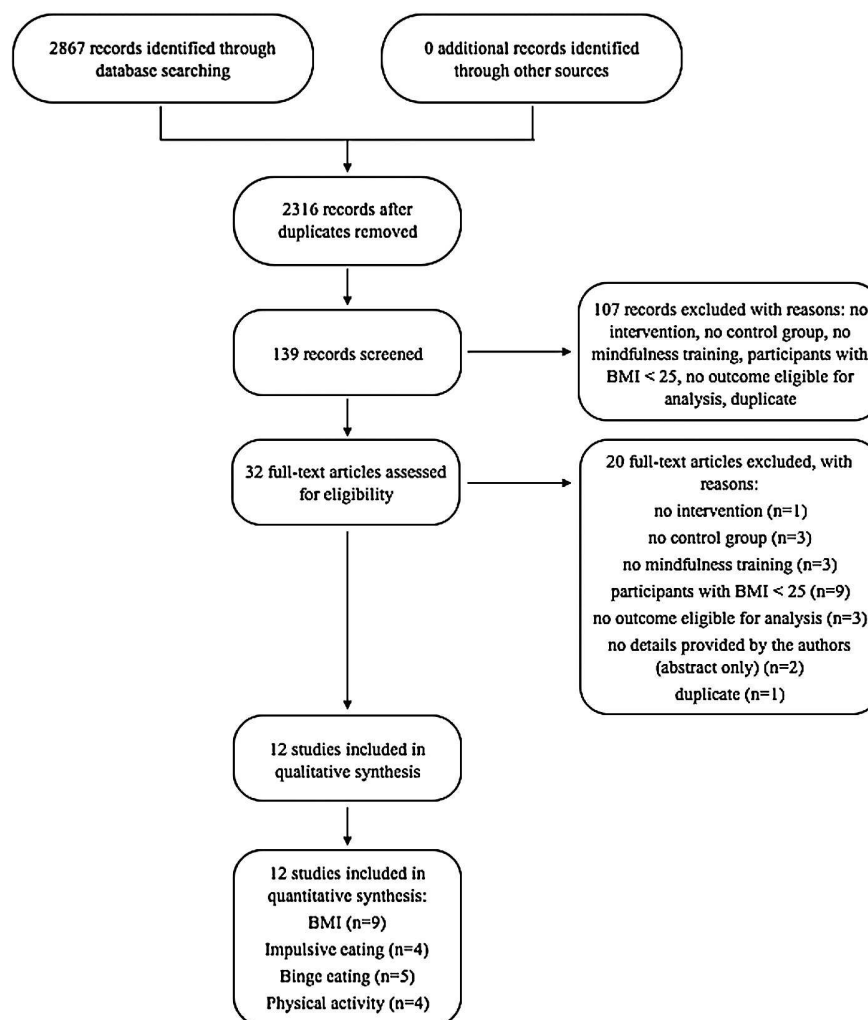 2867 records identified through
database searching
0 additional records identified
through other sources
2316 records after
duplicates removed
139 records screened
107 records excluded with reasons: no
intervention, no control group, no
mindfulness training, participants with
BMI < 25, no outcome eligible for
analysis, duplicate
32 full-text articles assessed
for eligibility
20 full-text articles excluded, with
reasons:
no intervention (n=1)
no control group (n=3)
no mindfulness training (n=3)
participants with BMI < 25 (n=9)
no outcome eligible for analysis (n=3)
no details provided by the authors
(abstract only) (n=2)
duplicate (n=1)
12 studies included in
qualitative synthesis
12 studies included in
quantitative synthesis:
BMI (n=9)
Impulsive eating (n=4)
Binge eating (n=5)
Physical activity (n=4)